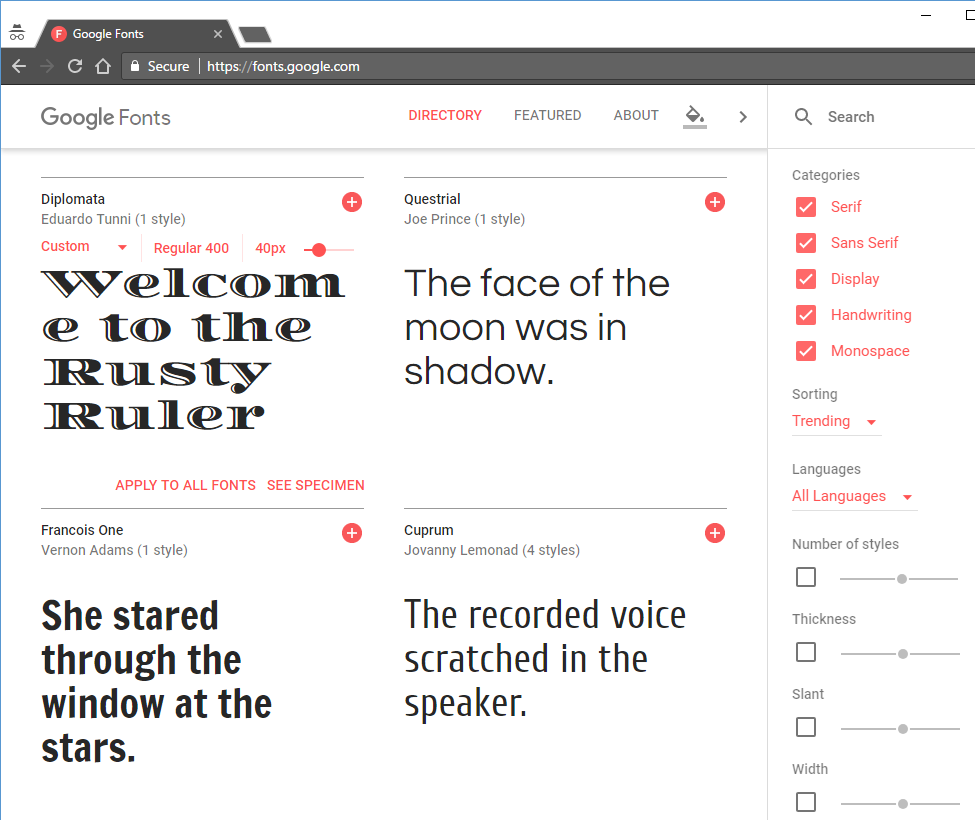 Google Fonts
Secure https://fonts.google.com
Google Fonts DIRECTORY FEATURED ABOUT Search
Diplomata
Eduardo Tunni (1 style)
Custom Regular 400 40px
Welcom
e to the
Rusty
Ruler
APPLY TO ALL FONTS SEE SPECIMEN
Questrial
Joe Prince (1 style)
The face of the
moon was in
shadow.
Francois One
Vernon Adams (1 style)
She stared
through the
window at the
stars.
Cuprum
Jovanny Lemonad (4 styles)
The recorded voice
scratched in the
speaker.
Categories
Serif
Sans Serif
Display
Handwriting
Monospace
Sorting
Trending
Languages
All Languages
Number of styles
Thickness
Slant
Width